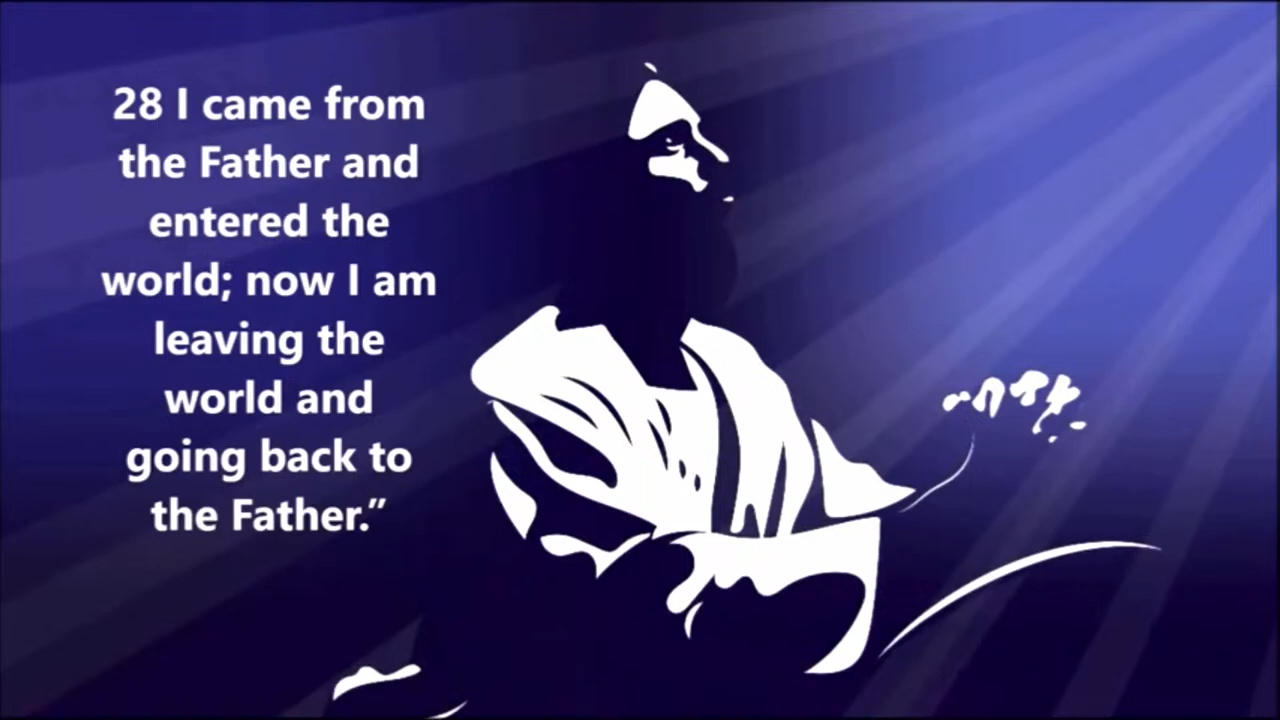 28 I came from
the Father and
entered the
world; now I am
leaving the
world and
going back to
the Father.”